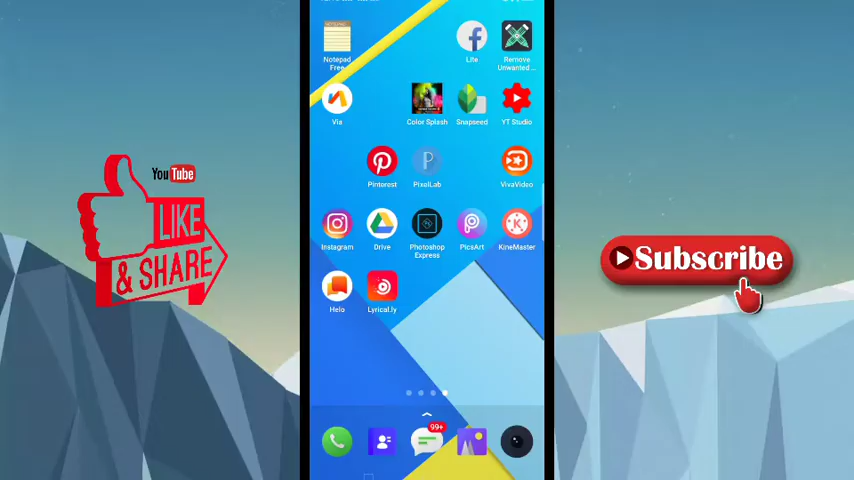 Notepad
Free
Lite
Remove
Unwanted ...
Via
Color Splash
Snapseed
YT Studio
Pinterest
PixelLab
VivaVideo
Instagram
Drive
Photoshop
Express
PicsArt
KineMaster
Helo
Lyrical.ly
99+
YouTube
LIKE
& SHARE
Subscribe